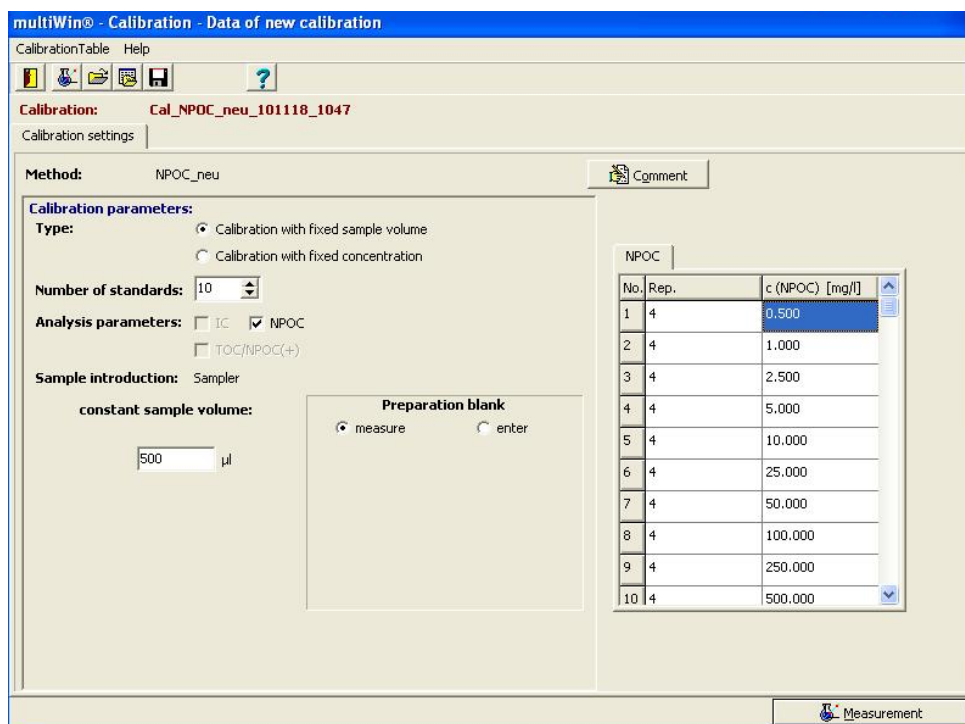 multiWin® - Calibration - Data of new calibration
CalibrationTable Help
?
Calibration: Cal_NPOC_neu_101118_1047
Calibration settings
Method: NPOC_neu
Comment
Calibration parameters:
Type: Calibration with fixed sample volume
Calibration with fixed concentration
Number of standards: 10
Analysis parameters: IC NPOC
TOC/NPOC(+)
Sample introduction: Sampler
constant sample volume:
500 µl
Preparation blank
measure enter
NPOC
No. Rep. c (NPOC) [mg/l]
1 4 0.500
2 4 1.000
3 4 2.500
4 4 5.000
5 4 10.000
6 4 25.000
7 4 50.000
8 4 100.000
9 4 250.000
10 4 500.000
Measurement